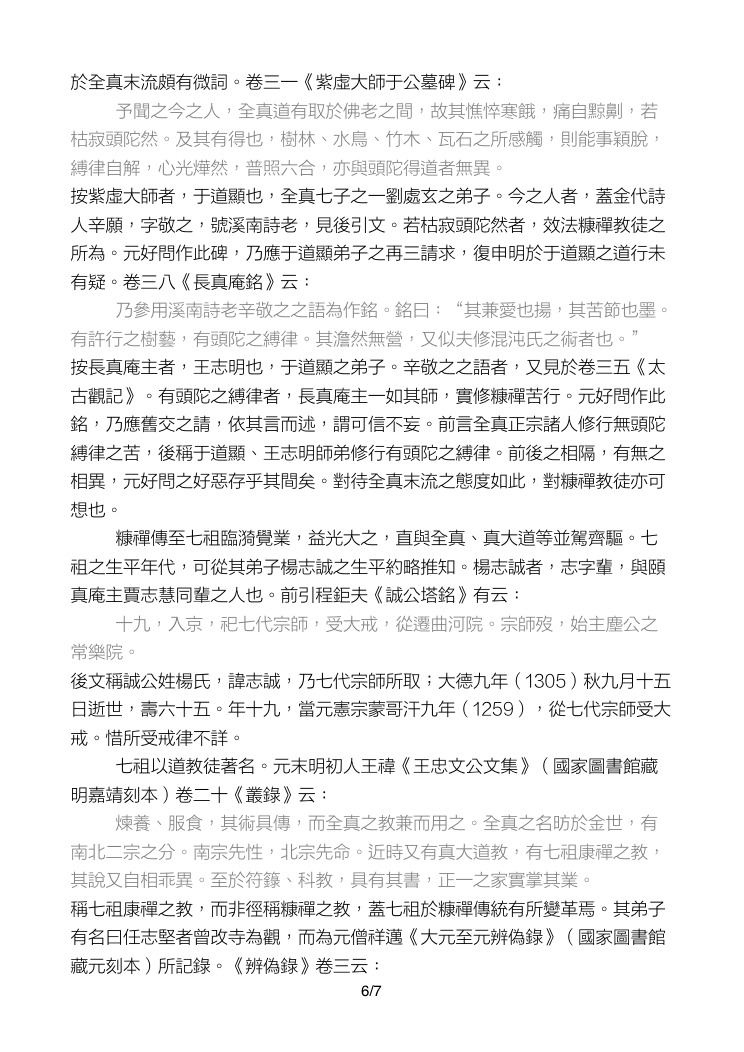 於全真末流頗有微詞。卷三一《紫虛大師于公墓碑》云：
予聞之今之人，全真道有取於佛老之間，故其憔悴寒餓，痛自黥劓，若
枯寂頭陀然。及其有得也，樹林、水鳥、竹木、瓦石之所感觸，則能事穎脫，
縛律自解，心光燁然，普照六合，亦與頭陀得道者無異。
按紫虛大師者，于道顯也，全真七子之一劉處玄之弟子。今之人者，蓋金代詩
人辛願，字敬之，號溪南詩老，見後引文。若枯寂頭陀然者，效法糠禪教徒之
所為。元好問作此碑，乃應于道顯弟子之再三請求，復申明於于道顯之道行未
有疑。卷三八《長真庵銘》云：
乃參用溪南詩老辛敬之之語為作銘。銘曰：“其兼愛也揚，其苦節也墨。
有許行之樹藝，有頭陀之縛律。其澹然無營，又似夫修混沌氏之術者也。”
按長真庵主者，王志明也，于道顯之弟子。辛敬之之語者，又見於卷三五《太
古觀記》。有頭陀之縛律者，長真庵主一如其師，實修糠禪苦行。元好問作此
銘，乃應舊交之請，依其言而述，謂可信不妄。前言全真正宗諸人修行無頭陀
縛律之苦，後稱于道顯、王志明師弟修行有頭陀之縛律。前後之相隔，有無之
相異，元好問之好惡存乎其間矣。對待全真末流之態度如此，對糠禪教徒亦可
想也。
糠禪傳至七祖臨漪覺業，益光大之，直與全真、真大道等並駕齊驅。七
祖之生平年代，可從其弟子楊志誠之生平約略推知。楊志誠者，志字輩，與頤
真庵主賈志慧同輩之人也。前引程鉅夫《誠公塔銘》有云：
十九，入京，祀七代宗師，受大戒，從遷曲河院。宗師歿，始主塵公之
常樂院。
後文稱誠公姓楊氏，諱志誠，乃七代宗師所取；大德九年（1305）秋九月十五
日逝世，壽六十五。年十九，當元憲宗蒙哥汗九年（1259），從七代宗師受大
戒。惜所受戒律不詳。
七祖以道教徒著名。元末明初人王禕《王忠文公文集》（國家圖書館藏
明嘉靖刻本）卷二十《叢錄》云：
煉養、服食，其術具傳，而全真之教兼而用之。全真之名昉於金世，有
南北二宗之分。南宗先性，北宗先命。近時又有真大道教，有七祖康禪之教，
其說又自相乖異。至於符籙、科教，具有其書，正一之家實掌其業。
稱七祖康禪之教，而非徑稱糠禪之教，蓋七祖於糠禪傳統有所變革焉。其弟子
有名曰任志堅者曾改寺為觀，而為元僧祥邁《大元至元辨偽錄》（國家圖書館
藏元刻本）所記錄。《辨偽錄》卷三云：
6/7